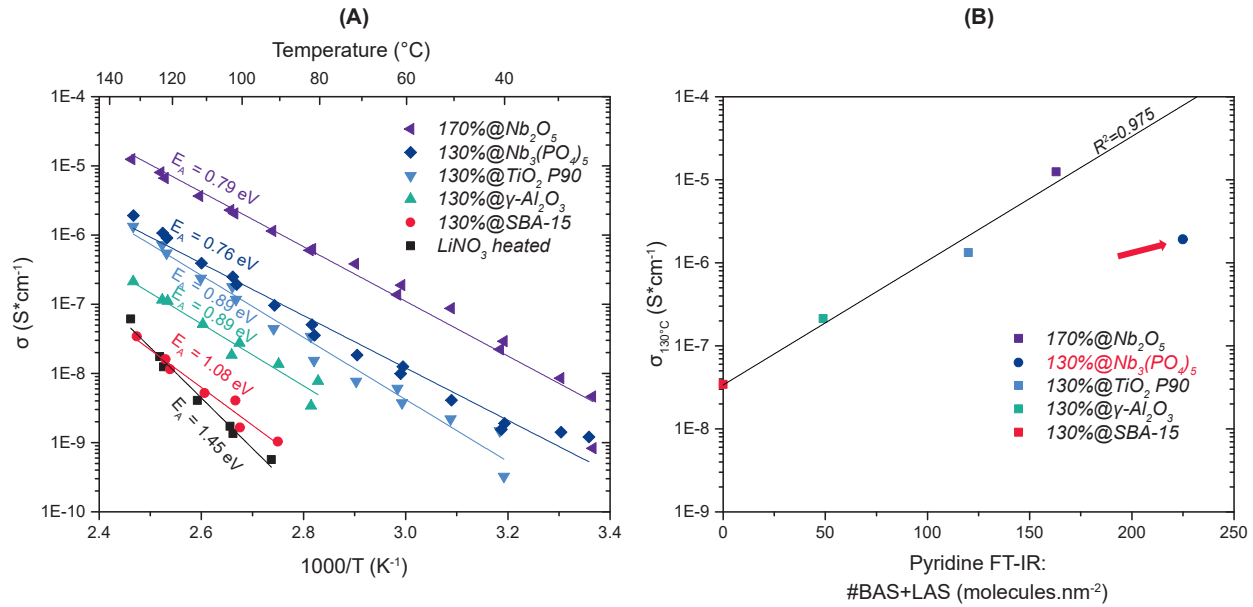 (A)
Temperature (°C)
140 120 100 80 60 40
1E-4
1E-5
1E-6
1E-7
1E-8
1E-9
1E-10
σ (S*cm⁻¹)
170%@Nb₂O₅
130%@Nb₃(PO₄)₅
130%@TiO₂ P90
130%@γ-Al₂O₃
130%@SBA-15
LiNO₃ heated
E_A = 0.79 eV
E_A = 0.76 eV
E_A = 0.89 eV
E_A = 0.89 eV
E_A = 1.08 eV
E_A = 1.45 eV
2.4 2.6 2.8 3.0 3.2 3.4
1000/T (K⁻¹)
(B)
1E-4
1E-5
1E-6
1E-7
1E-8
1E-9
σ₁₃₀°C (S*cm⁻¹)
R²=0.975
170%@Nb₂O₅
130%@Nb₃(PO₄)₅
130%@TiO₂ P90
130%@γ-Al₂O₃
130%@SBA-15
0 50 100 150 200 250
Pyridine FT-IR:
#BAS+LAS (molecules.nm⁻²)